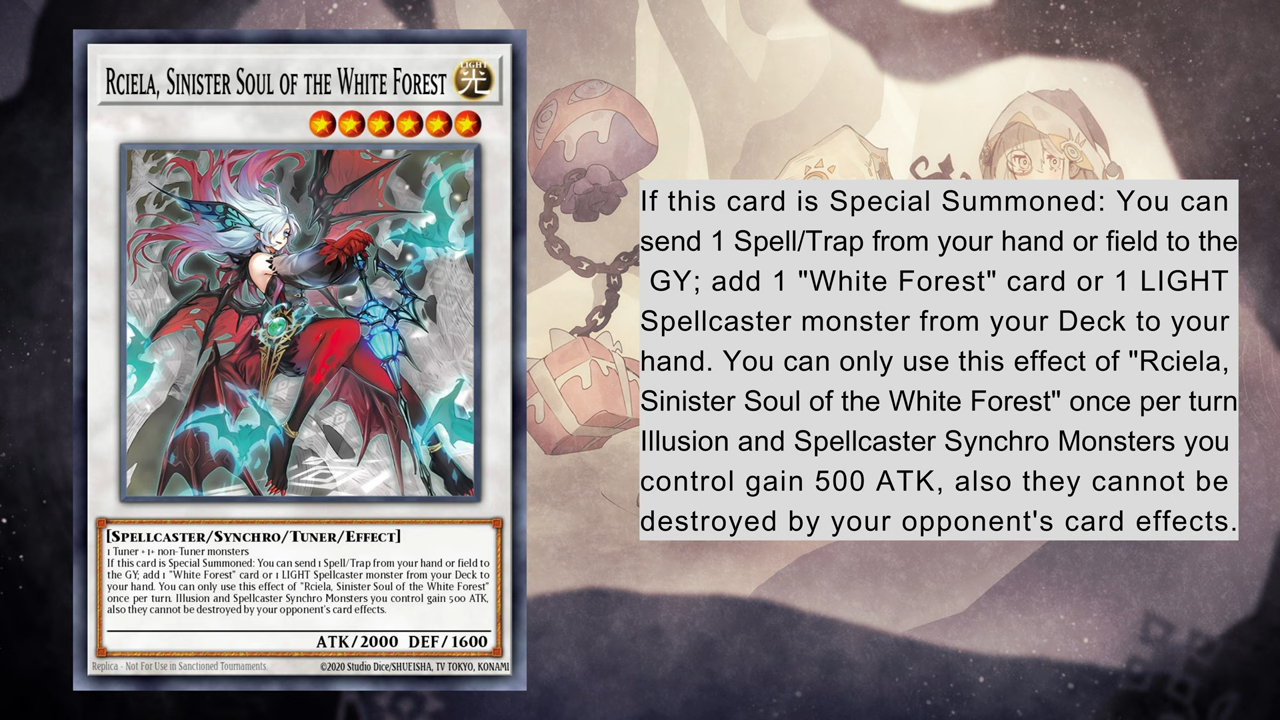 RCIELA, SINISTER SOUL OF THE WHITE FOREST
LIGHT
光
[SPELLCASTER/SYNCHRO/TUNER/EFFECT]
1 Tuner + 1+ non-Tuner monsters
If this card is Special Summoned: You can send 1 Spell/Trap from your hand or field to
the GY; add 1 "White Forest" card or 1 LIGHT Spellcaster monster from your Deck to
your hand. You can only use this effect of "Rciela, Sinister Soul of the White Forest"
once per turn. Illusion and Spellcaster Synchro Monsters you control gain 500 ATK,
also they cannot be destroyed by your opponent's card effects.
ATK/2000 DEF/1600
Replica - Not For Use in Sanctioned Tournaments.
©2020 Studio Dice/SHUEISHA, TV TOKYO, KONAMI
If this card is Special Summoned: You can
send 1 Spell/Trap from your hand or field to the
GY; add 1 "White Forest" card or 1 LIGHT
Spellcaster monster from your Deck to your
hand. You can only use this effect of "Rciela,
Sinister Soul of the White Forest" once per turn
Illusion and Spellcaster Synchro Monsters you
control gain 500 ATK, also they cannot be
destroyed by your opponent's card effects.